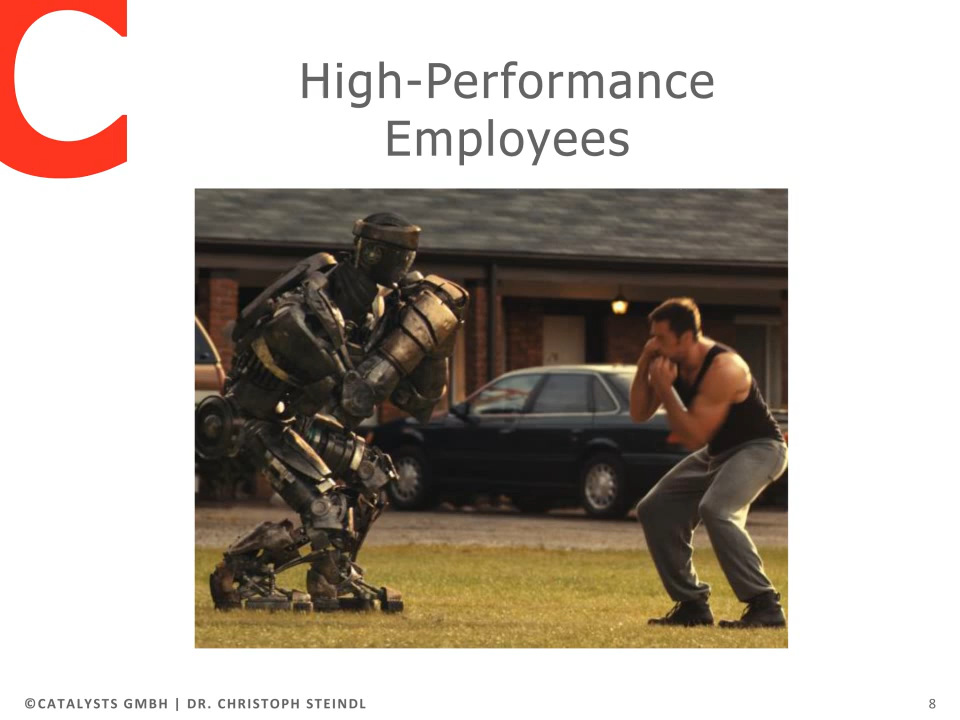 C
High-Performance
Employees
©CATALYSTS GMBH | DR. CHRISTOPH STEINDL
8